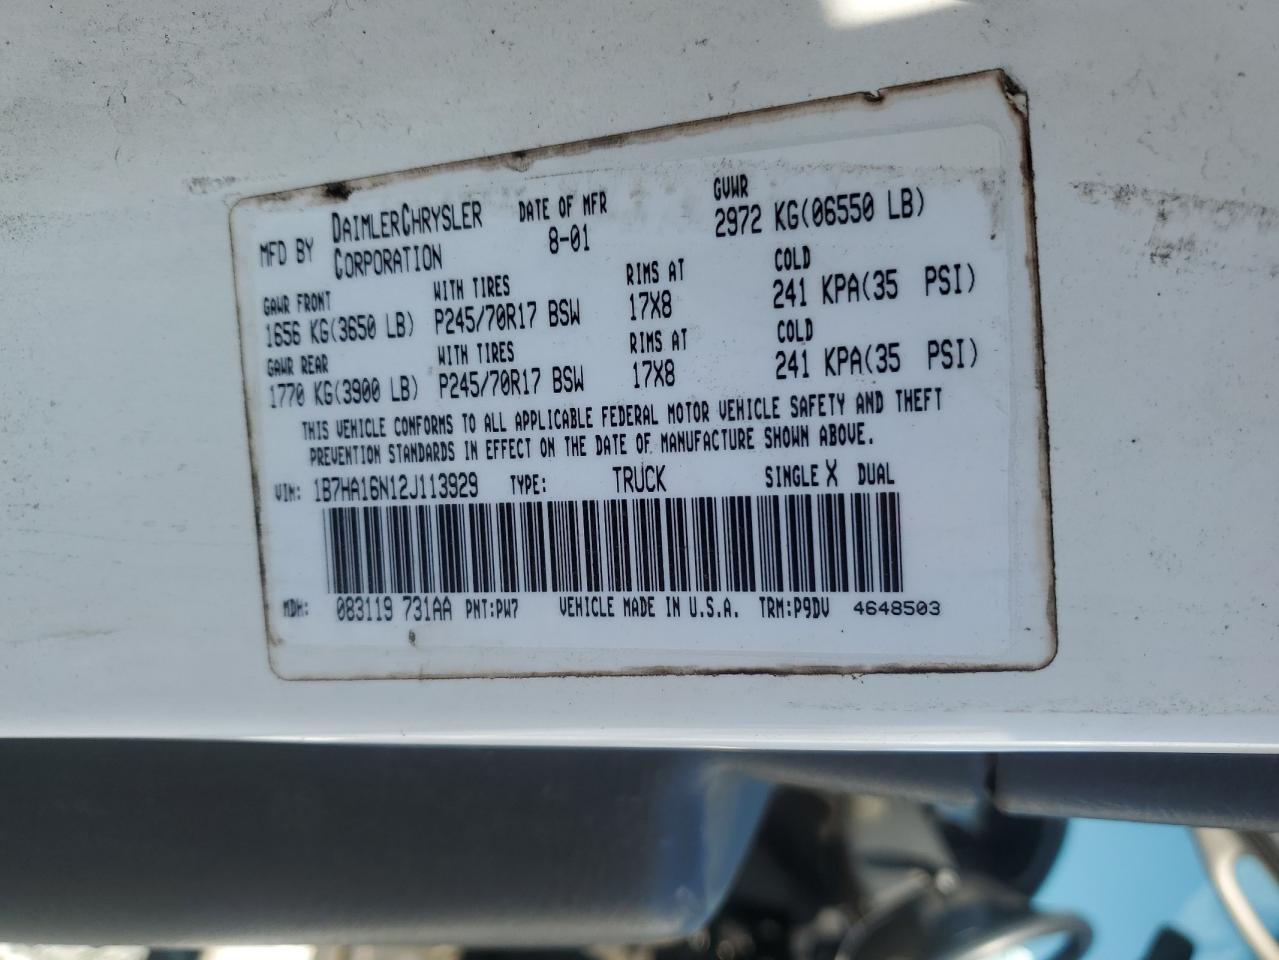 MFD BY DAIMLERCHRYSLER CORPORATION DATE OF MFR 8-01 GVWR 2972 KG(06550 LB)
GAWR FRONT WITH TIRES RIMS AT COLD
1656 KG(3650 LB) P245/70R17 BSW 17X8 241 KPA(35 PSI)
GAWR REAR WITH TIRES RIMS AT COLD
1770 KG(3900 LB) P245/70R17 BSW 17X8 241 KPA(35 PSI)
THIS VEHICLE CONFORMS TO ALL APPLICABLE FEDERAL MOTOR VEHICLE SAFETY AND THEFT
PREVENTION STANDARDS IN EFFECT ON THE DATE OF MANUFACTURE SHOWN ABOVE.
VIN: 1B7HA16N12J113929 TYPE: TRUCK SINGLE X DUAL
MDH: 083119 731AA PNT:PW7 VEHICLE MADE IN U.S.A. TRM:P9DV 4648503